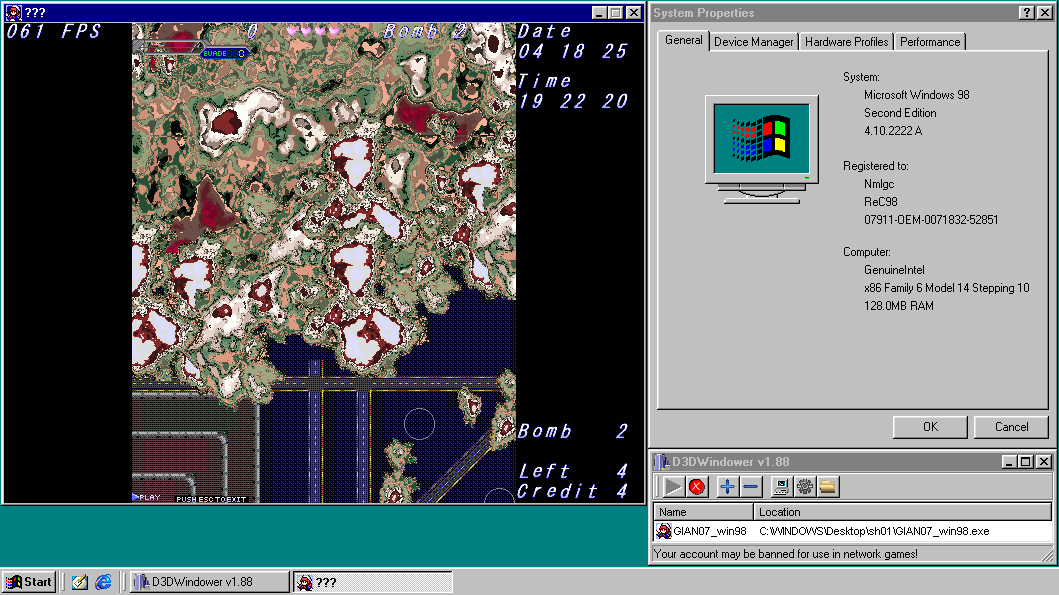 ???
061 FPS
0
Bomb 2
EVADE 0
Date
04 18 25
Time
19 22 20
Bomb 2
Left 4
Credit 4
PLAY
PUSH ESC TO EXIT
System Properties
General
Device Manager
Hardware Profiles
Performance
System:
Microsoft Windows 98
Second Edition
4.10.2222 A
Registered to:
Nmlgc
ReC98
07911-OEM-0071832-52851
Computer:
GenuineIntel
x86 Family 6 Model 14 Stepping 10
128.0MB RAM
OK
Cancel
D3DWindower v1.88
Name
Location
GIAN07_win98
C:\WINDOWS\Desktop\sh01\GIAN07_win98.exe
Your account may be banned for use in network games!
Start
D3DWindower v1.88
???